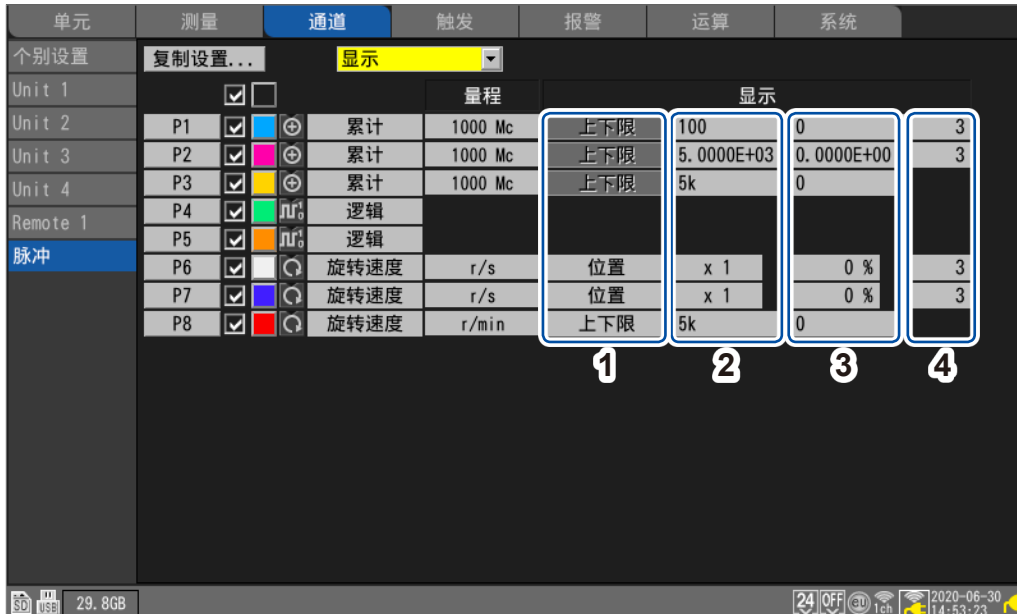 单元 测量 通道 触发 报警 运算 系统
个别设置 复制设置... 显示
Unit 1 量程 显示
Unit 2 P1 累计 1000 Mc 上下限 100 0 3
Unit 3 P2 累计 1000 Mc 上下限 5.0000E+03 0.0000E+00 3
Unit 4 P3 累计 1000 Mc 上下限 5k 0
Remote 1 P4 逻辑
脉冲 P5 逻辑
P6 旋转速度 r/s 位置 x 1 0 % 3
P7 旋转速度 r/s 位置 x 1 0 % 3
P8 旋转速度 r/min 上下限 5k 0
1 2 3 4
SD USB 29.8GB 24 OFF eu 1ch 2020-06-30
14:53:23